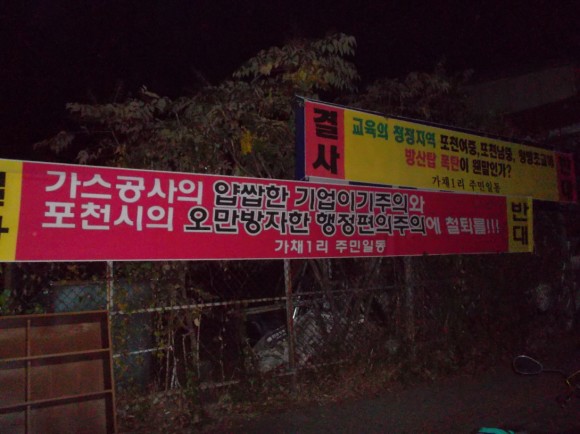 결사
교육의 청정지역 포천여중,포천남중, 왕방초교에
방산탑 폭탄이 웬말인가?
가채1리 주민일동
반대
가스공사의 얍쌉한 기업이기주의와
포천시의 오만방자한 행정편의주의에 철퇴를!!!
가채1리 주민일동
반대